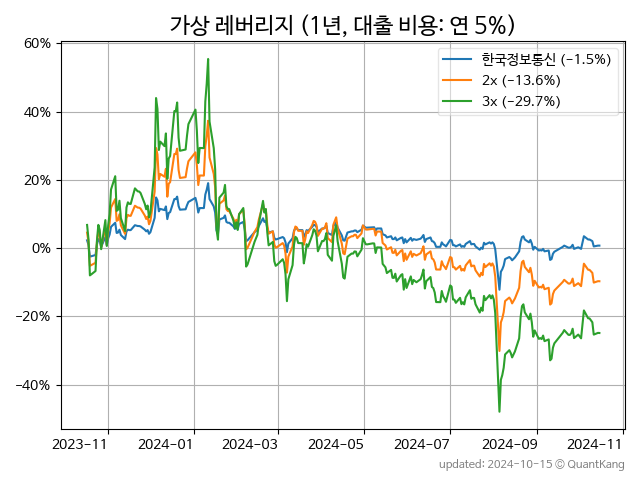 가상 레버리지 (1년, 대출 비용: 연 5%)
60%
40%
20%
0%
−20%
−40%
한국정보통신 (−1.5%)
2x (−13.6%)
3x (−29.7%)
2023-11
2024-01
2024-03
2024-05
2024-07
2024-09
2024-11
updated: 2024-10-15 © QuantKang